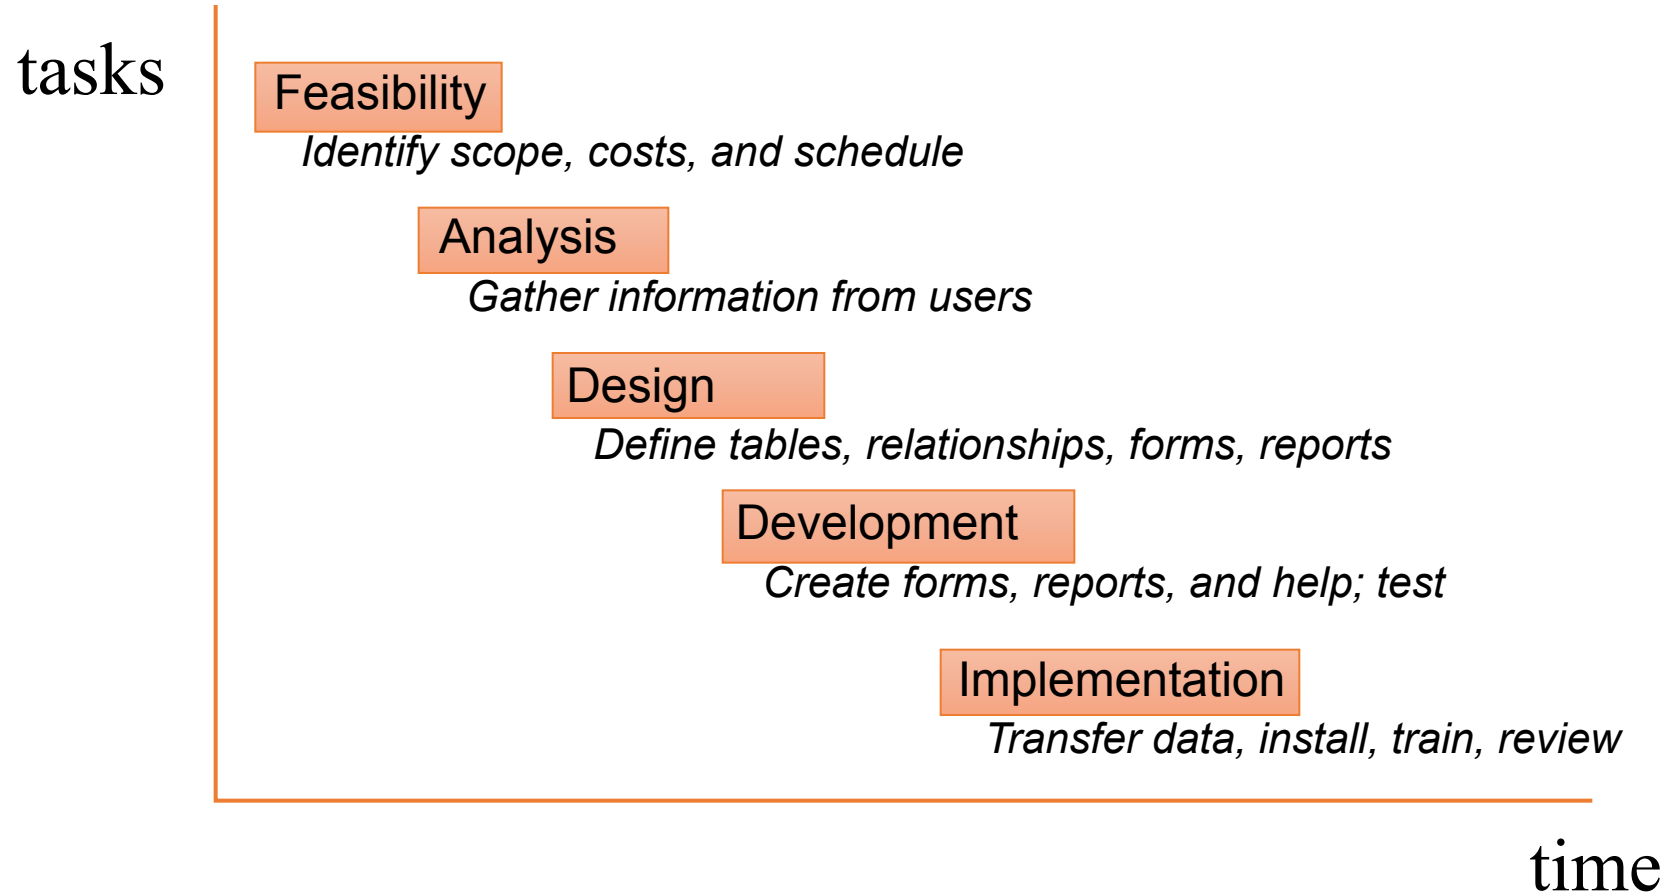 tasks
Feasibility
Identify scope, costs, and schedule
Analysis
Gather information from users
Design
Define tables, relationships, forms, reports
Development
Create forms, reports, and help; test
Implementation
Transfer data, install, train, review
time